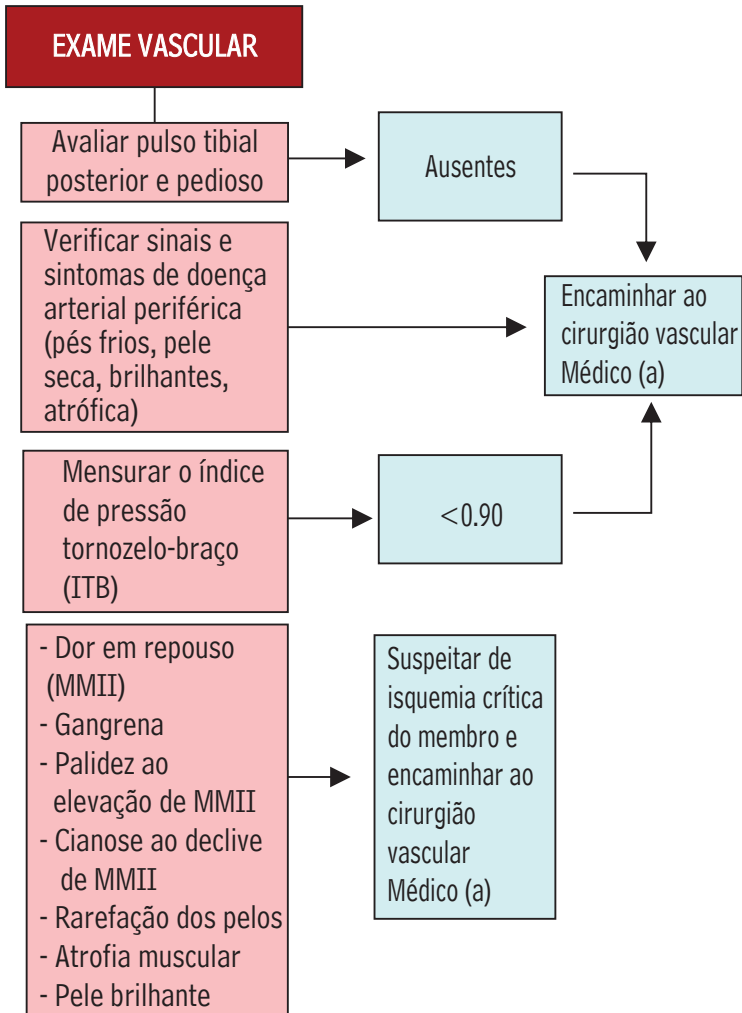 EXAME VASCULAR
Avaliar pulso tibial
posterior e pedioso
Ausentes
Verificar sinais e
sintomas de doença
arterial periférica
(pés frios, pele
seca, brilhantes,
atrófica)
Encaminhar ao
cirurgião vascular
Médico (a)
Mensurar o índice
de pressão
tornozelo-braço
(ITB)
<0.90
- Dor em repouso
(MMII)
- Gangrena
- Palidez ao
elevação de MMII
- Cianose ao declive
de MMII
- Rarefação dos pelos
- Atrofia muscular
- Pele brilhante
Suspeitar de
isquemia crítica
do membro e
encaminhar ao
cirurgião
vascular
Médico (a)